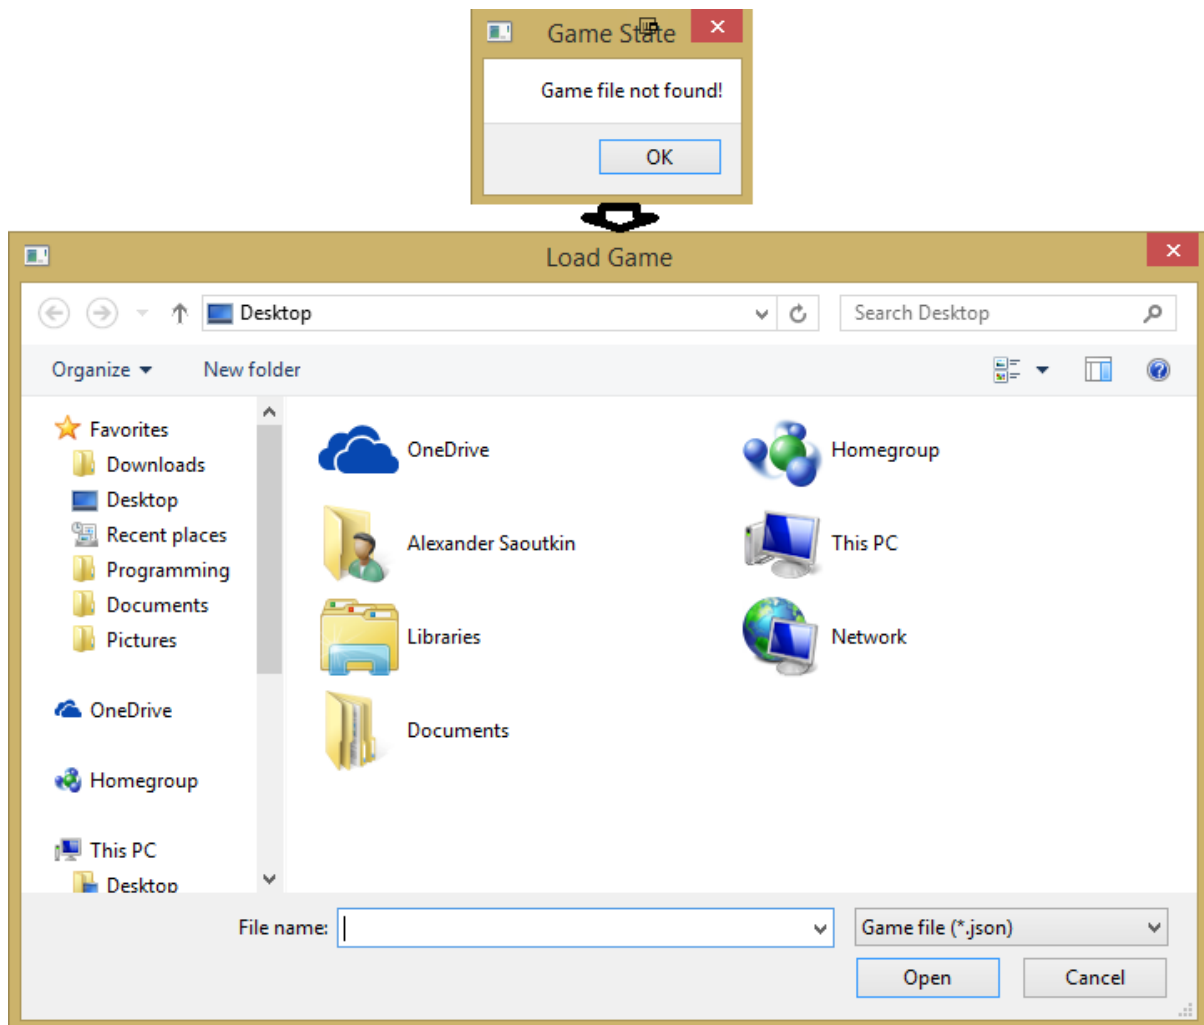 Game State
Game file not found!
OK
Load Game
Desktop
Search Desktop
Organize
New folder
Favorites
Downloads
Desktop
Recent places
Programming
Documents
Pictures
OneDrive
Homegroup
This PC
Desktop
OneDrive
Homegroup
Alexander Saoutkin
This PC
Libraries
Network
Documents
File name:
Game file (*.json)
Open
Cancel